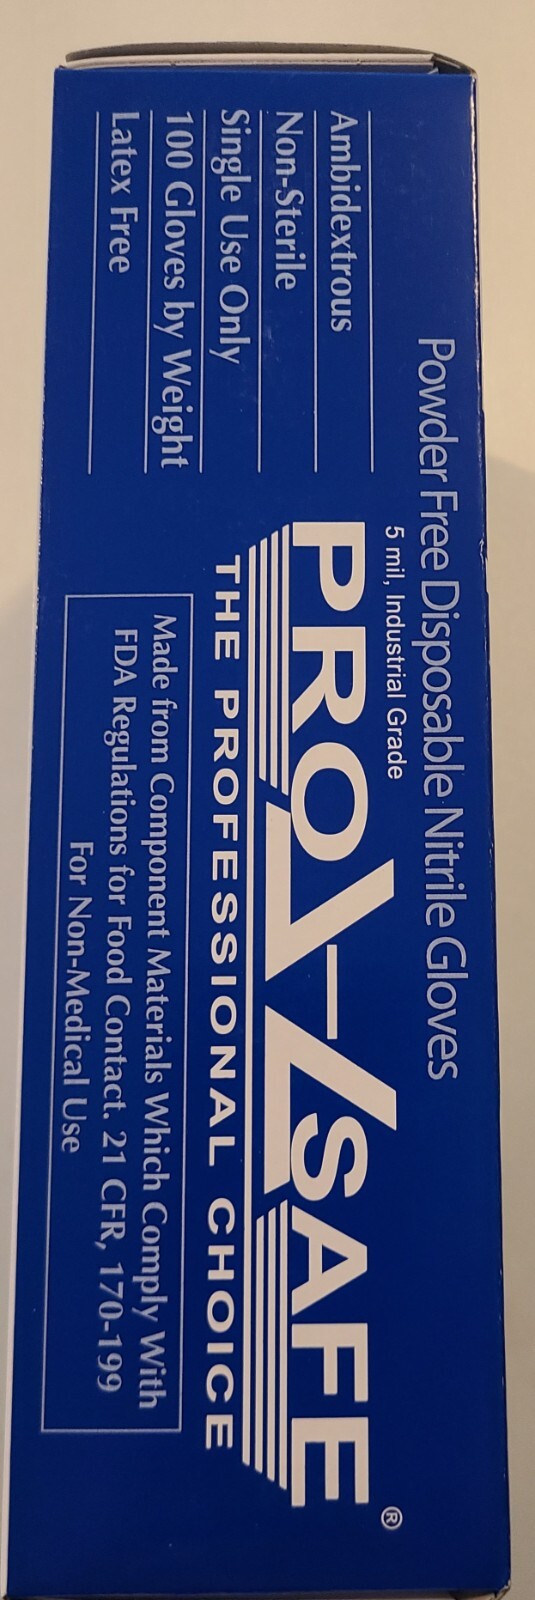 Powder Free Disposable Nitrile Gloves
5 mil, Industrial Grade
PRO-SAFE®
THE PROFESSIONAL CHOICE
Ambidextrous
Non-Sterile
Single Use Only
100 Gloves by Weight
Latex Free
Made from Component Materials Which Comply With
FDA Regulations for Food Contact. 21 CFR, 170-199
For Non-Medical Use